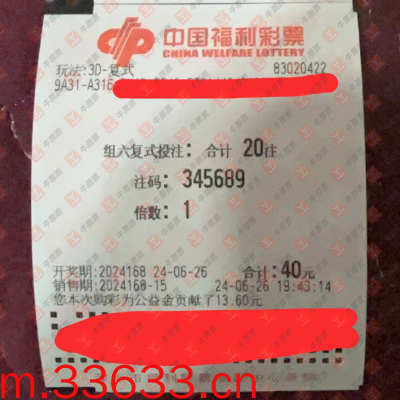 中国福利彩票
CHINA WELFARE LOTTERY
玩法:3D-复式 83020422
9A31-A316
组六复式投注: 合计 20注
注码: 345689
倍数: 1
开奖期:2024168 24-06-26 合计:40元
销售期:2024168-15 24-06-26 19:43:14
您本次购彩为公益金贡献了13.60元
m.33633.cn